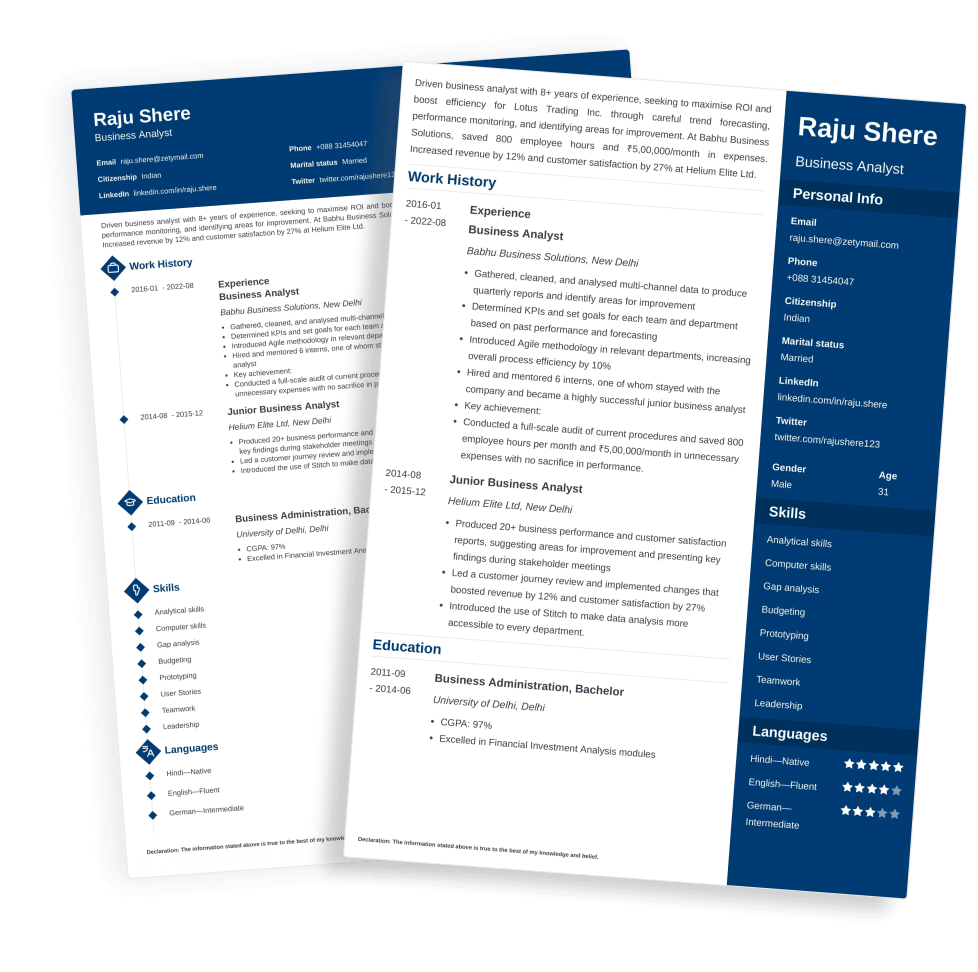 Raju Shere
Business Analyst
Email raju.shere@zetymail.com
Phone +088 31454047
Citizenship Indian
Marital status Married
LinkedIn linkedin.com/in/raju.shere
Twitter twitter.com/rajushere12
Driven business analyst with 8+ years of experience, seeking to maximise ROI and
performance monitoring, and identifying areas for improvement. At Babhu Business
Increased revenue by 12% and customer satisfaction by 27% at Helium Elite Ltd.
Work History
2016-01 - 2022-08
Experience
Business Analyst
Babhu Business Solutions, New Delhi
• Gathered, cleaned, and analysed multi-channel
• Determined KPIs and set goals for each team
• Introduced Agile methodology in relevant
• Hired and mentored 6 interns, one of whom
analyst
• Key achievement:
• Conducted a full-scale audit of current
unnecessary expenses with no sacrifice in
2014-08 - 2015-12
Junior Business Analyst
Helium Elite Ltd, New Delhi
• Produced 20+ business performance and
key findings during stakeholder meetings
• Led a customer journey review and
• Introduced the use of Stitch to make data
Education
2011-09 - 2014-06
Business Administration,
University of Delhi, Delhi
• CGPA: 97%
• Excelled in Financial Investment
Skills
Analytical skills
Computer skills
Gap analysis
Budgeting
Prototyping
User Stories
Teamwork
Leadership
Languages
Hindi—Native
English—Fluent
German—Intermediate
Declaration: The information stated above is true to the best of my
Driven business analyst with 8+ years of experience, seeking to maximise ROI and
boost efficiency for Lotus Trading Inc. through careful trend forecasting,
performance monitoring, and identifying areas for improvement. At Babhu Business
Solutions, saved 800 employee hours and ₹5,00,000/month in expenses.
Increased revenue by 12% and customer satisfaction by 27% at Helium Elite Ltd.
Work History
2016-01
- 2022-08
Experience
Business Analyst
Babhu Business Solutions, New Delhi
• Gathered, cleaned, and analysed multi-channel data to produce
quarterly reports and identify areas for improvement
• Determined KPIs and set goals for each team and department
based on past performance and forecasting
• Introduced Agile methodology in relevant departments, increasing
overall process efficiency by 10%
• Hired and mentored 6 interns, one of whom stayed with the
company and became a highly successful junior business analyst
• Key achievement:
• Conducted a full-scale audit of current procedures and saved 800
employee hours per month and ₹5,00,000/month in unnecessary
expenses with no sacrifice in performance.
2014-08
- 2015-12
Junior Business Analyst
Helium Elite Ltd, New Delhi
• Produced 20+ business performance and customer satisfaction
reports, suggesting areas for improvement and presenting key
findings during stakeholder meetings
• Led a customer journey review and implemented changes that
boosted revenue by 12% and customer satisfaction by 27%
• Introduced the use of Stitch to make data analysis more
accessible to every department.
Education
2011-09
- 2014-06
Business Administration, Bachelor
University of Delhi, Delhi
• CGPA: 97%
• Excelled in Financial Investment Analysis modules
Declaration: The information stated above is true to the best of my knowledge and belief.
Raju Shere
Business Analyst
Personal Info
Email
raju.shere@zetymail.com
Phone
+088 31454047
Citizenship
Indian
Marital status
Married
LinkedIn
linkedin.com/in/raju.shere
Twitter
twitter.com/rajushere123
Gender Age
Male 31
Skills
Analytical skills
Computer skills
Gap analysis
Budgeting
Prototyping
User Stories
Teamwork
Leadership
Languages
Hindi—Native
English—Fluent
German—
Intermediate